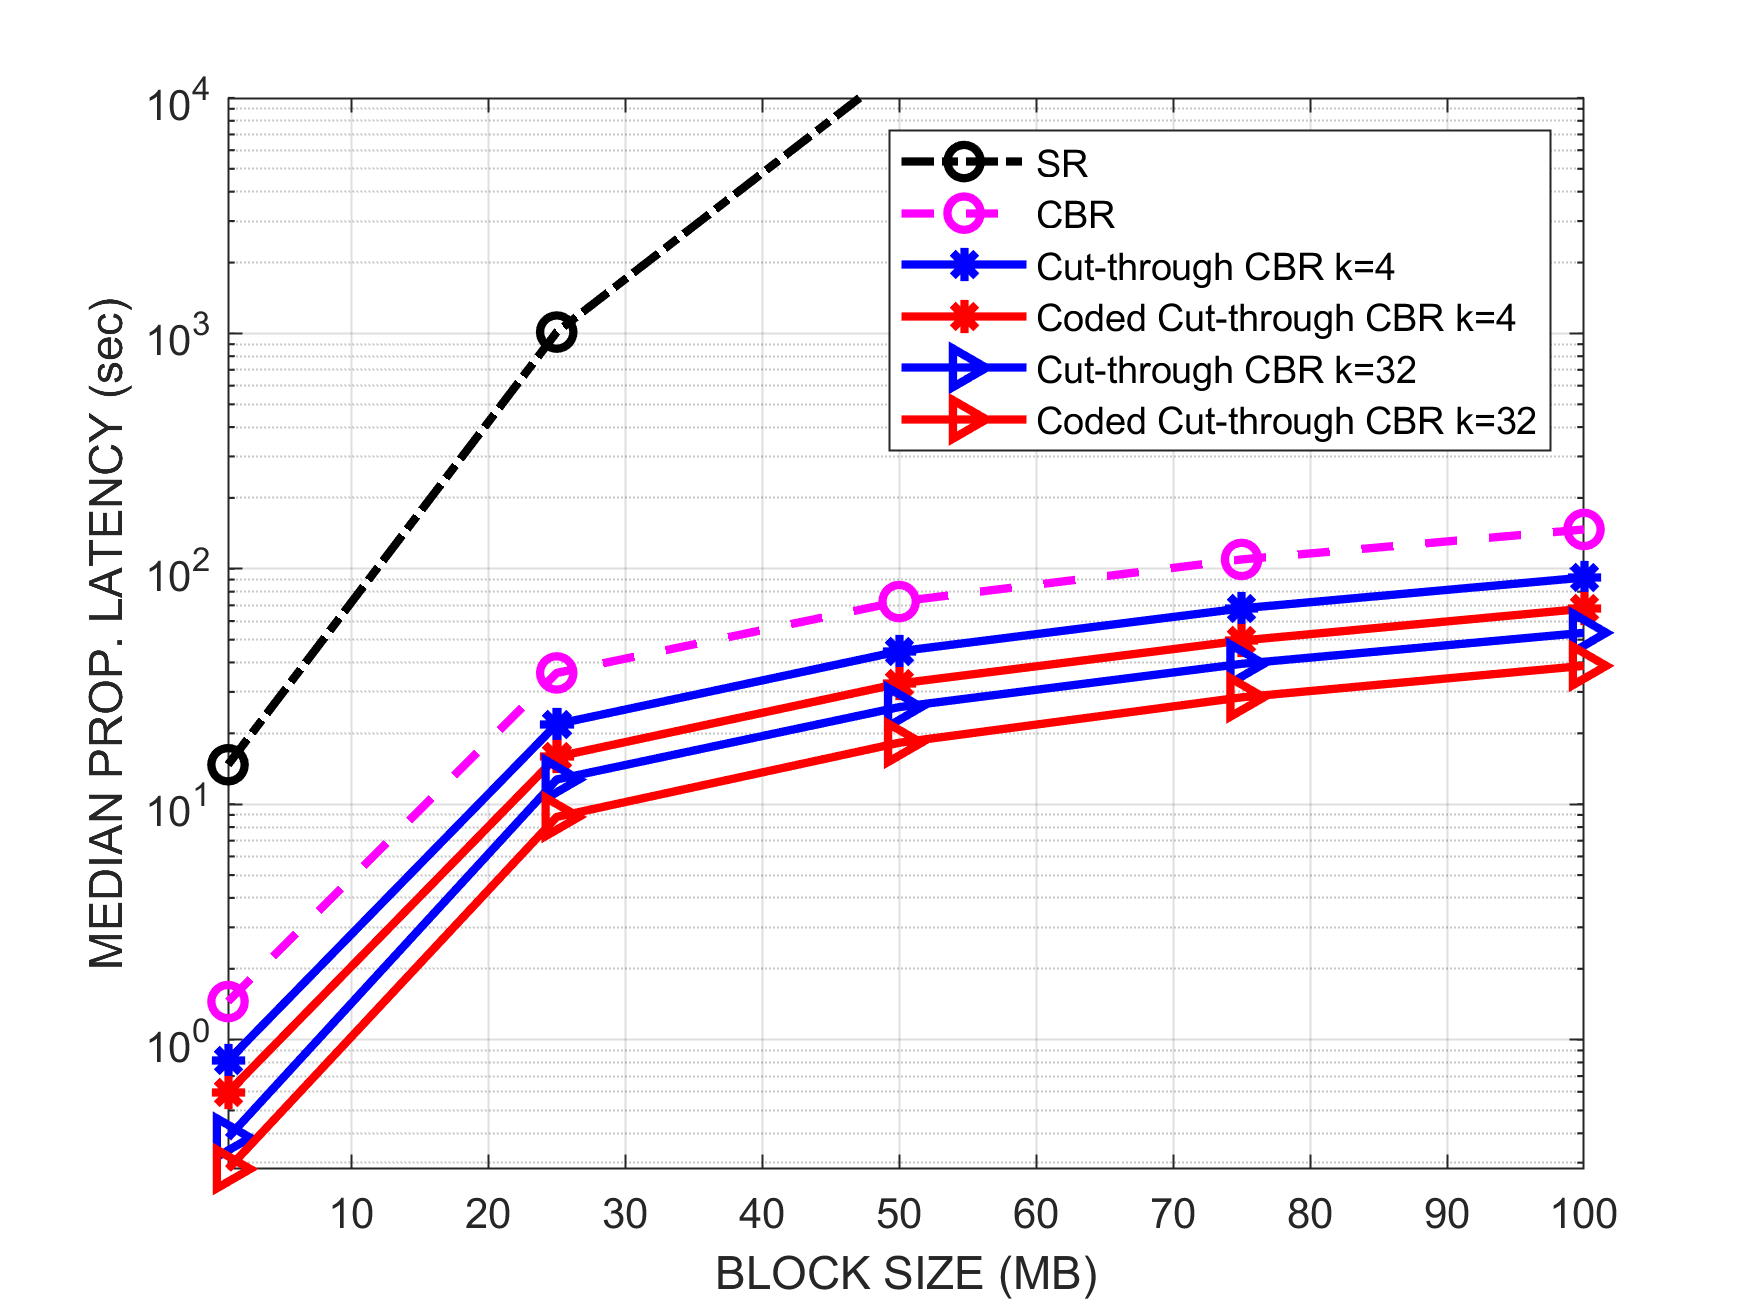 10^4
10^3
10^2
10^1
10^0
MEDIAN PROP. LATENCY (sec)
SR
CBR
Cut-through CBR k=4
Coded Cut-through CBR k=4
Cut-through CBR k=32
Coded Cut-through CBR k=32
10 20 30 40 50 60 70 80 90 100
BLOCK SIZE (MB)